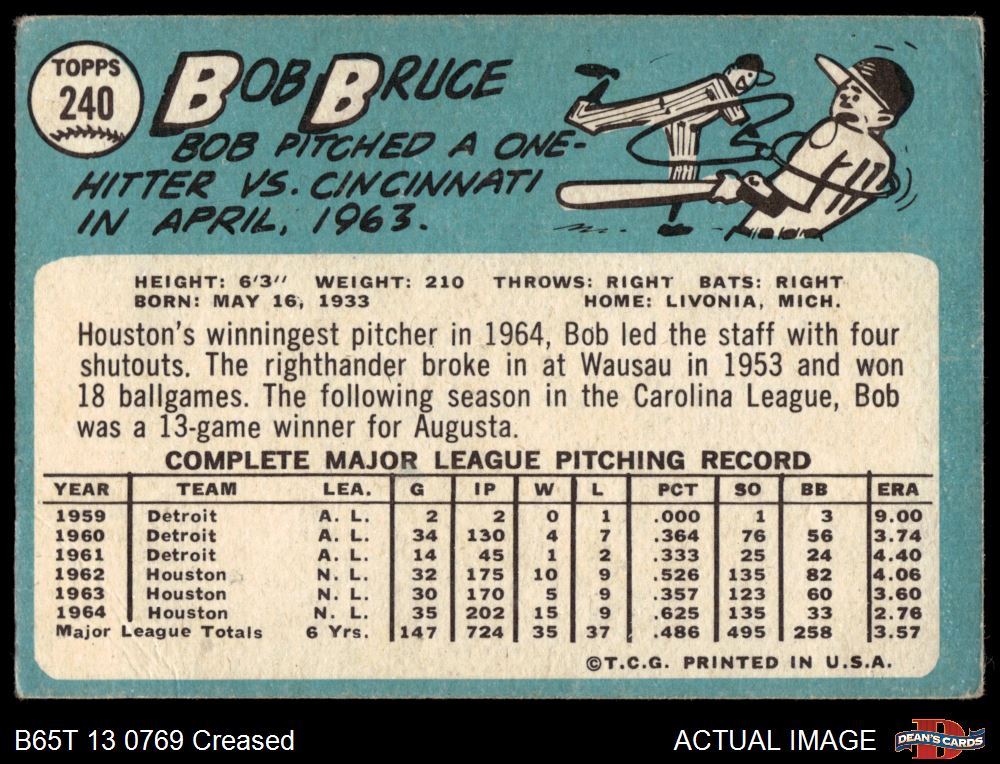 TOPPS
240
BOB BRUCE
BOB PITCHED A ONE-
HITTER VS. CINCINNATI
IN APRIL, 1963.
HEIGHT: 6'3" WEIGHT: 210 THROWS: RIGHT BATS: RIGHT
BORN: MAY 16, 1933 HOME: LIVONIA, MICH.
Houston's winningest pitcher in 1964, Bob led the staff with four
shutouts. The righthander broke in at Wausau in 1953 and won
18 ballgames. The following season in the Carolina League, Bob
was a 13-game winner for Augusta.
COMPLETE MAJOR LEAGUE PITCHING RECORD
YEAR TEAM LEA. G IP W L PCT SO BB ERA
1959 Detroit A. L. 2 2 0 1 .000 1 3 9.00
1960 Detroit A. L. 34 130 4 7 .364 76 56 3.74
1961 Detroit A. L. 14 45 1 2 .333 25 24 4.40
1962 Houston N. L. 32 175 10 9 .526 135 82 4.06
1963 Houston N. L. 30 170 5 9 .357 123 60 3.60
1964 Houston N. L. 35 202 15 9 .625 135 33 2.76
Major League Totals 6 Yrs. 147 724 35 37 .486 495 258 3.57
©T.C.G. PRINTED IN U.S.A.
B65T 13 0769 Creased ACTUAL IMAGE
DEAN'S CARDS